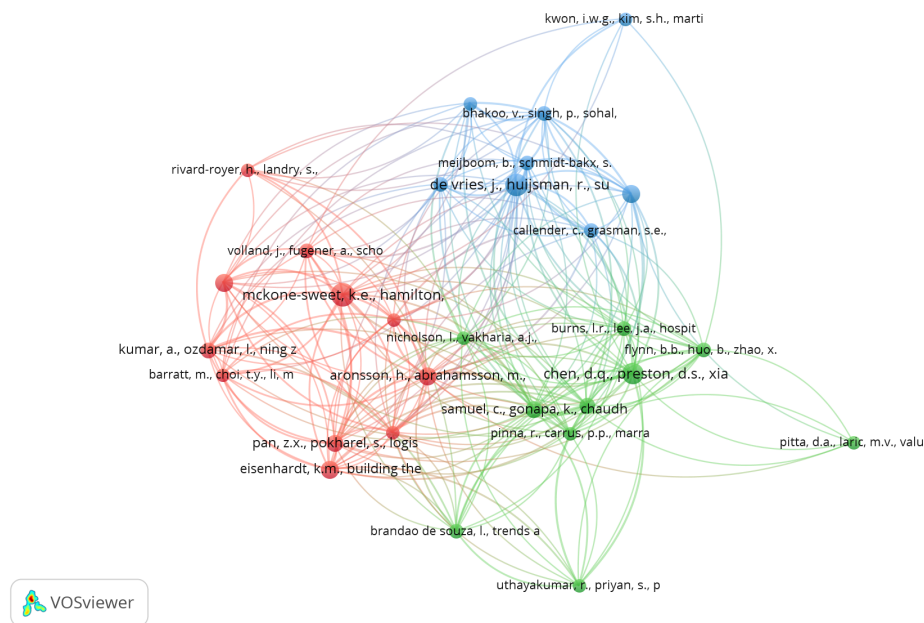 kwon, i.w.g., kim, s.h., marti
bhakoo, v., singh, p., sohal,
meijboom, b., schmidt-bakx, s.
rivard-royer, h., landry, s.,
de vries, j., huijsman, r., su
callender, c., grasman, s.e.,
volland, j., fugener, a., scho
mckone-sweet, k.e., hamilton,
burns, l.r., lee, j.a., hospit
nicholson, l., vakharia, a.j.,
kumar, a., ozdamar, l., ning z
flynn, b.b., huo, b., zhao, x.
barratt, m., choi, t.y., li, m
aronsson, h., abrahamsson, m.,
chen, d.q., preston, d.s., xia
samuel, c., gonapa, k., chaudh
pinna, r., carrus, p.p., marra
pan, z.x., pokharel, s., logis
pitta, d.a., laric, m.v., valu
eisenhardt, k.m., building the
brandao de souza, l., trends a
uthayakumar, r., priyan, s., p
VOSviewer